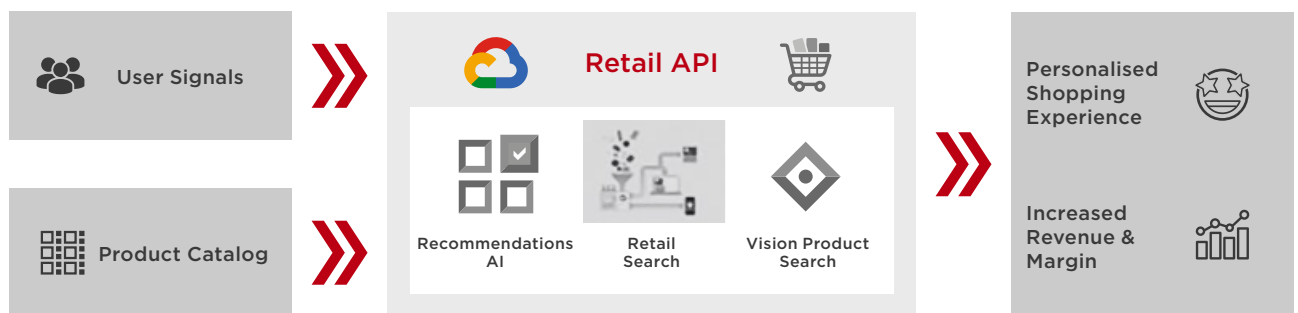 User Signals
Product Catalog
Retail API
Recommendations
AI
Retail
Search
Vision Product
Search
Personalised
Shopping
Experience
Increased
Revenue &
Margin